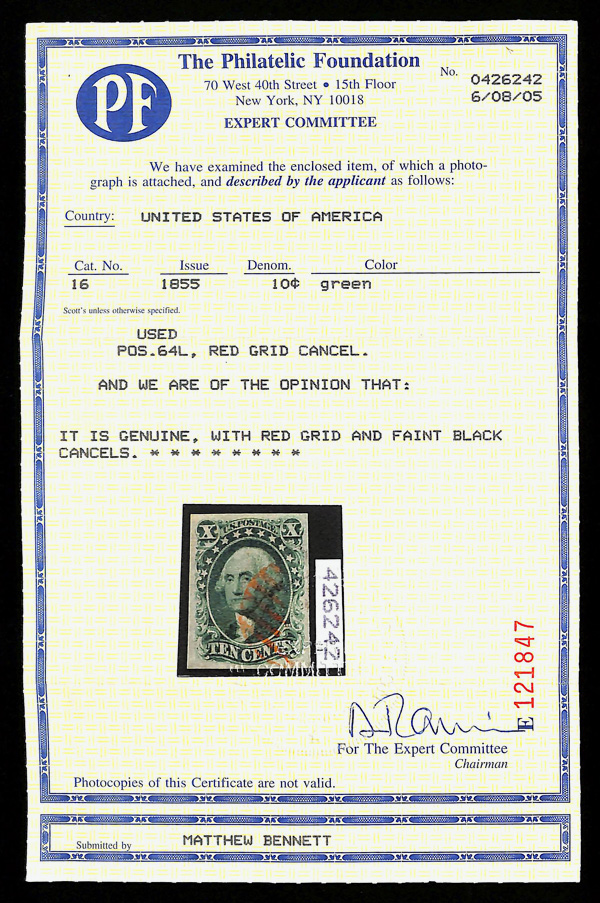 The Philatelic Foundation
PF
70 West 40th Street • 15th Floor
New York, NY 10018
EXPERT COMMITTEE
No. 0426242
6/08/05
We have examined the enclosed item, of which a photo-
graph is attached, and described by the applicant as follows:
Country: UNITED STATES OF AMERICA
Cat. No. Issue Denom. Color
16 1855 10¢ green
Scott's unless otherwise specified.
USED
POS.64L, RED GRID CANCEL.
AND WE ARE OF THE OPINION THAT:
IT IS GENUINE, WITH RED GRID AND FAINT BLACK
CANCELS. * * * * * * * *
X U.S. POSTAGE X
TEN CENTS
426242
COMMIT
E 121847
For The Expert Committee
Chairman
Photocopies of this Certificate are not valid.
Submitted by MATTHEW BENNETT